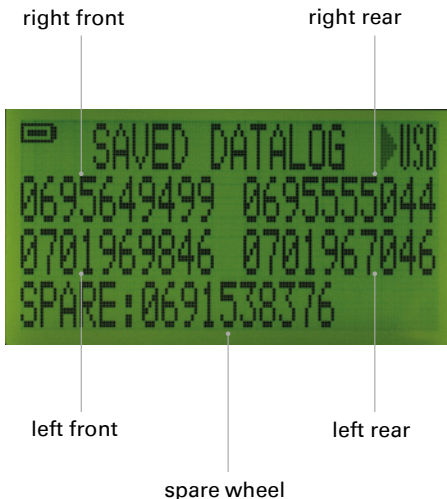 right front right rear
SAVED DATALOG USB
0695649499 0695555044
0701969846 0701967046
SPARE:0691538376
left front left rear
spare wheel